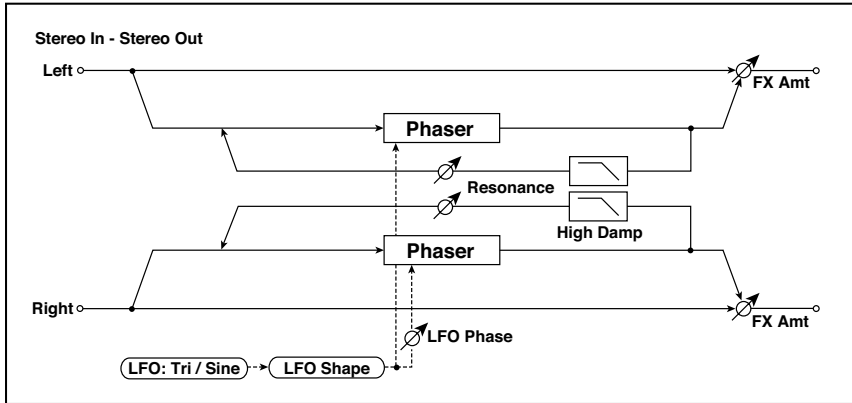 Stereo In - Stereo Out
Left
FX Amt
Phaser
Resonance
High Damp
Phaser
Right
FX Amt
LFO Phase
LFO: Tri / Sine
LFO Shape